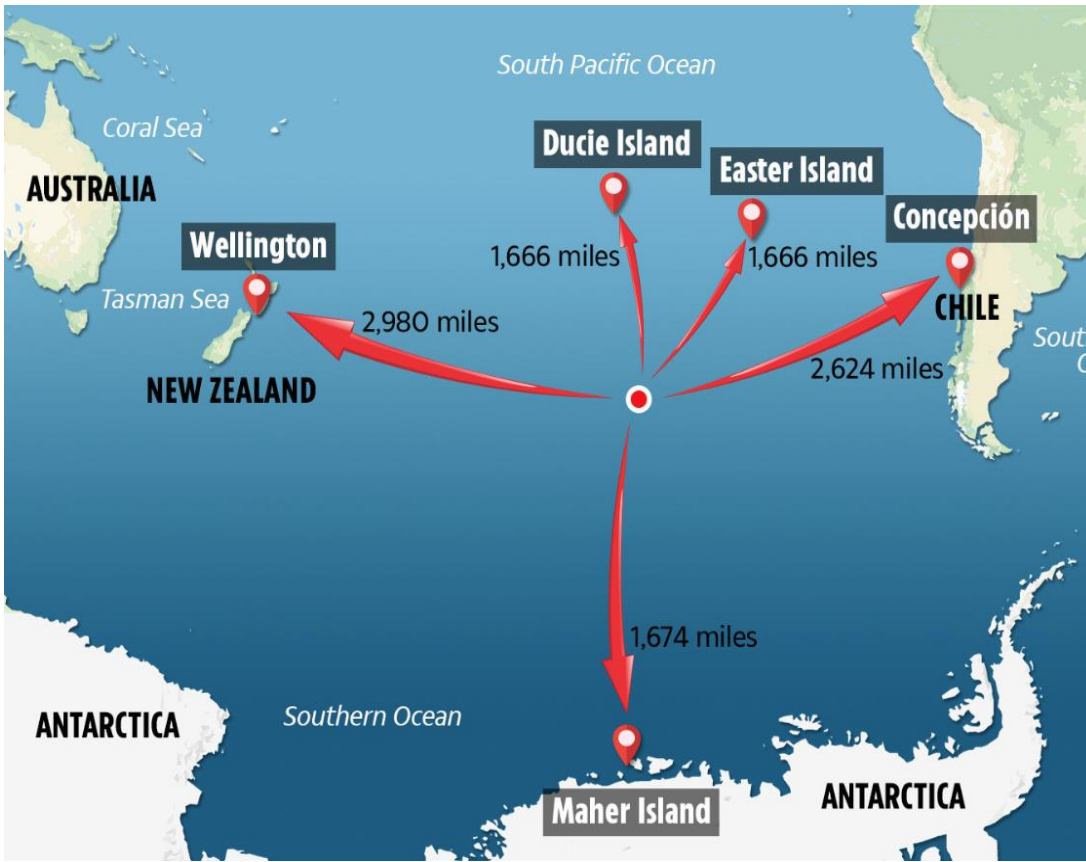 South Pacific Ocean
Coral Sea
Ducie Island
Easter Island
AUSTRALIA
Concepción
Wellington
1,666 miles
1,666 miles
Tasman Sea
CHILE
2,980 miles
2,624 miles
NEW ZEALAND
1,674 miles
Southern Ocean
ANTARCTICA
ANTARCTICA
Maher Island